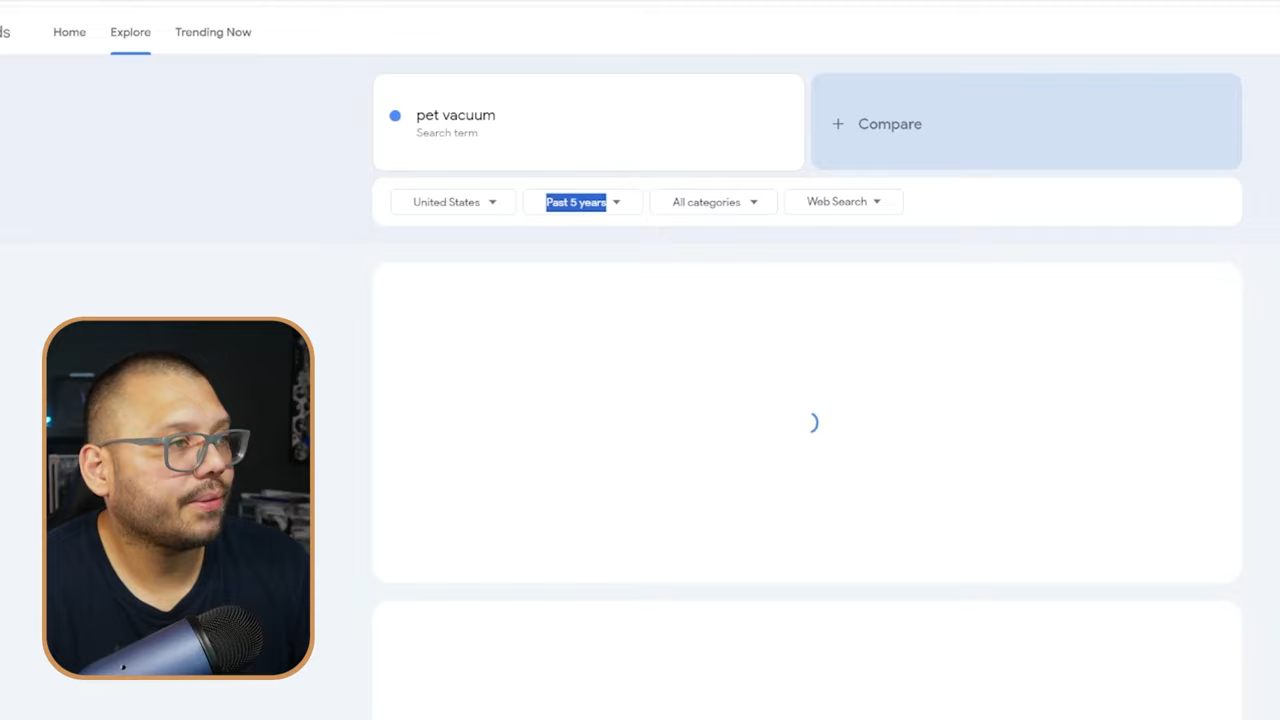 Home Explore Trending Now
pet vacuum
Search term
+ Compare
United States Past 5 years All categories Web Search